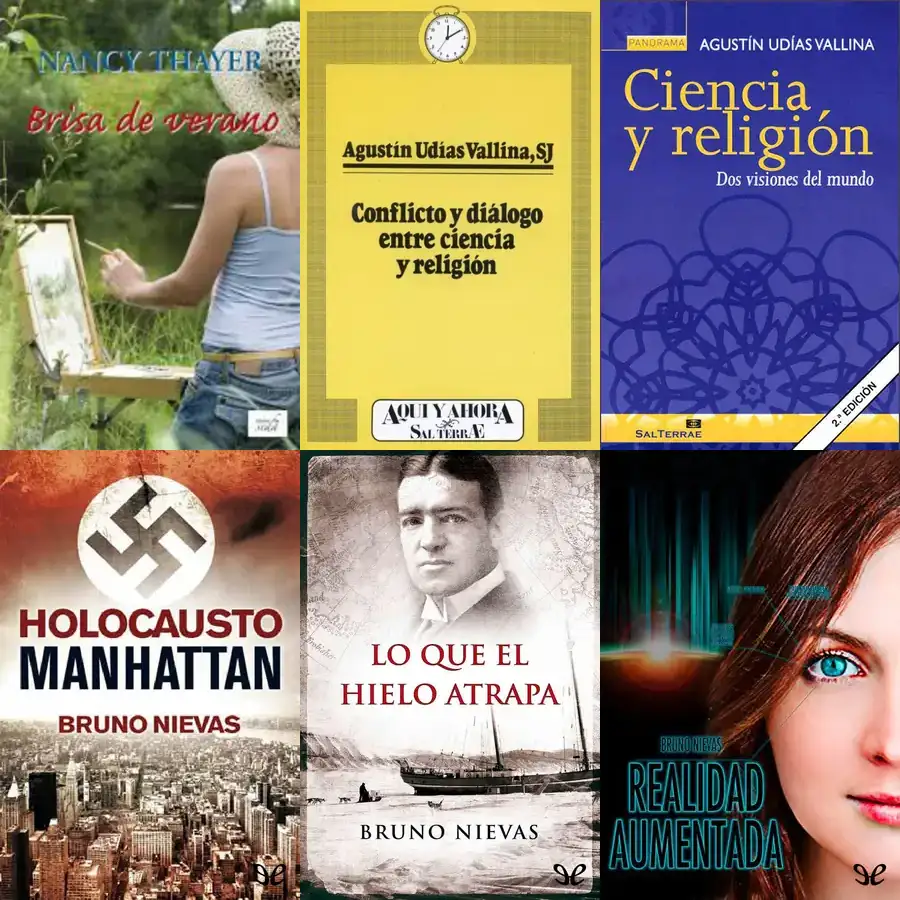 NANCY THAYER
Brisa de verano
Agustín Udías Vallina, SJ
Conflicto y diálogo
entre ciencia
y religión
AQUI Y AHORA
SAL TERRÆ
PANORAMA
AGUSTÍN UDÍAS VALLINA
Ciencia
y religión
Dos visiones del mundo
2.ª EDICIÓN
SALTERRAE
HOLOCAUSTO
MANHATTAN
BRUNO NIEVAS
LO QUE EL
HIELO ATRAPA
BRUNO NIEVAS
BRUNO NIEVAS
REALIDAD
AUMENTADA